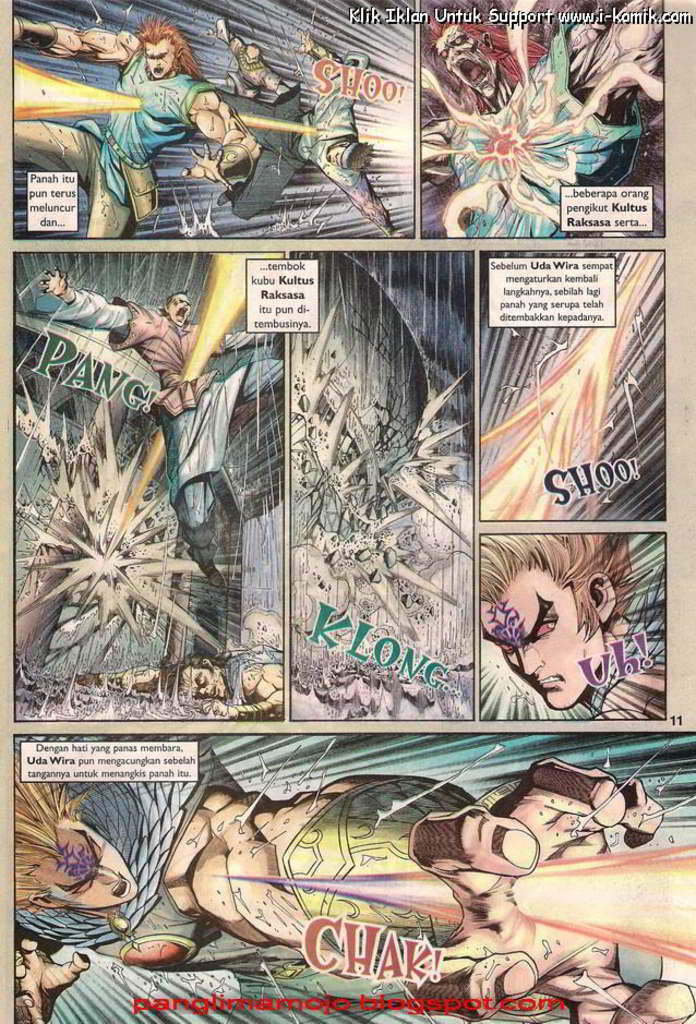 Klik Iklan Untuk Support www.i-komik.com
SHOO!
Panah itu
pun terus
meluncur
dan...
...beberapa orang
pengikut Kultus
Raksasa serta...
...tembok
kubu Kultus
Raksasa
itu pun di-
tembusinya.
PANG!
KLONG...
Sebelum Uda Wira sempat
mengaturkan kembali
langkahnya, sebilah lagi
panah yang serupa telah
ditembakkan kepadanya.
SHOO!
Uh!
11
Dengan hati yang panas membara,
Uda Wira pun mengacungkan sebelah
tangannya untuk menangkis panah itu.
CHAK!
panglimamojo.blogspot.com